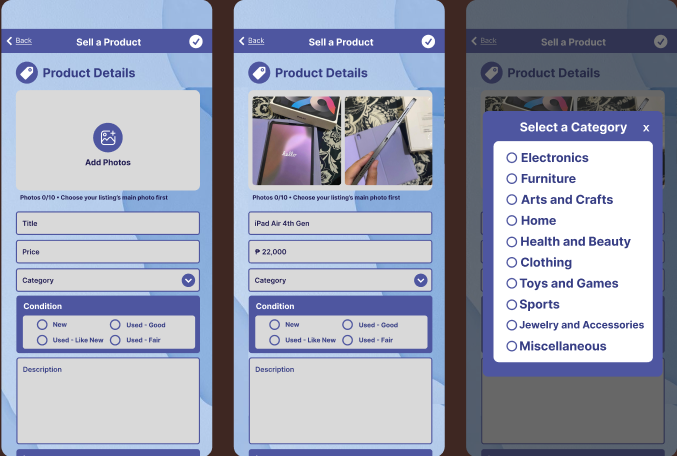 Back
Sell a Product
Product Details
Add Photos
Photos 0/10 • Choose your listing's main photo first
Title
Price
Category
Condition
New
Used - Good
Used - Like New
Used - Fair
Description
Back
Sell a Product
Product Details
hello
Photos 0/10 • Choose your listing's main photo first
iPad Air 4th Gen
₱ 22,000
Category
Condition
New
Used - Good
Used - Like New
Used - Fair
Description
Back
Sell a Product
Product Details
Select a Category x
Electronics
Furniture
Arts and Crafts
Home
Health and Beauty
Clothing
Toys and Games
Sports
Jewelry and Accessories
Miscellaneous